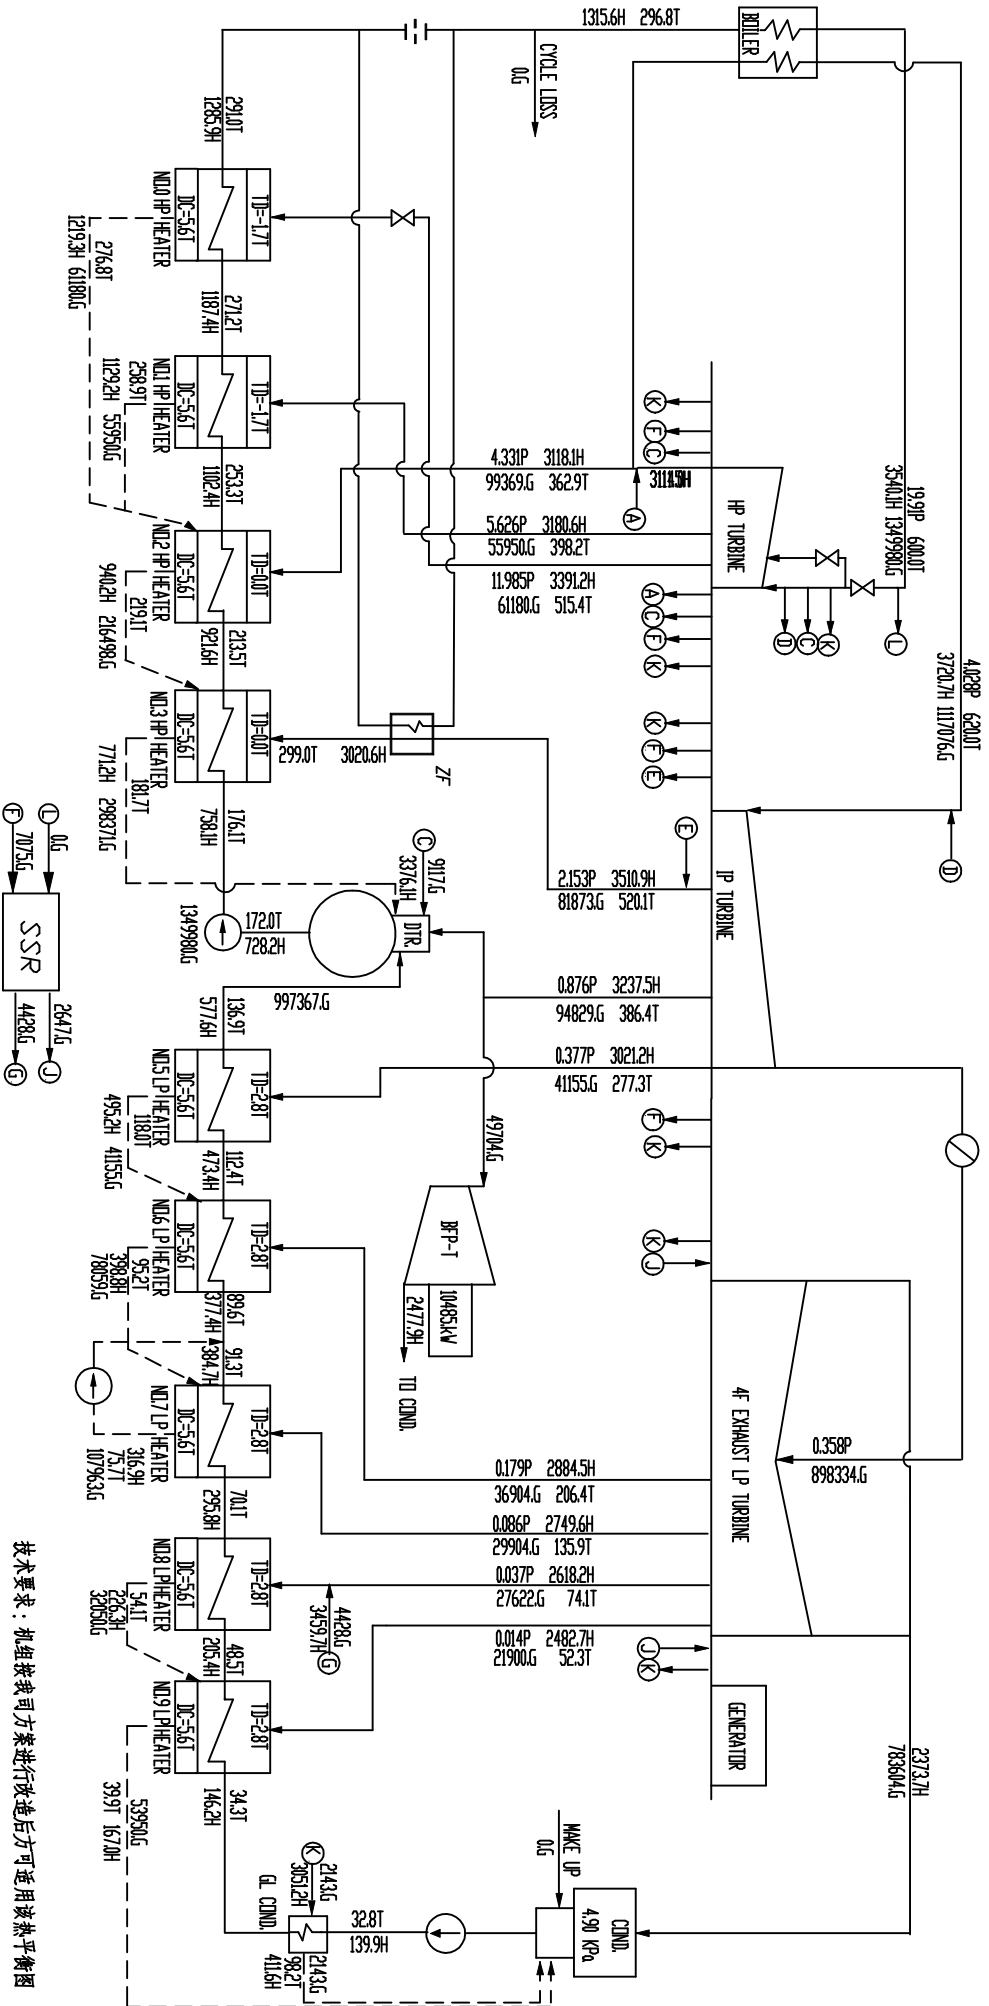 1315.6H 296.8T
BOILER
CYCLE LOSS
0.G
19.91P 600.0T
3540.1H 1349980.G
4.028P 620.0T
3720.7H 1117076.G
291.0T
1285.9H
TD=-1.7T
DC=5.6T
NO.0 HP HEATER
276.8T
1219.3H 61180.G
271.2T
1187.4H
TD=-1.7T
DC=5.6T
NO.1 HP HEATER
258.9T
1129.2H 55950.G
253.3T
1102.4H
TD=0.0T
DC=5.6T
NO.2 HP HEATER
219.1T
940.2H 216498.G
213.5T
921.6H
TD=0.0T
DC=5.6T
NO.3 HP HEATER
181.7T
771.2H 298371.G
176.1T
758.1H
K
F
C
4.331P 3118.1H
99369.G 362.9T
A
HP TURBINE
5.626P 3180.6H
55950.G 398.2T
11.985P 3391.2H
61180.G 515.4T
D
C
K
L
A
C
F
K
K
F
E
299.0T 3020.6H
ZF
E
D
IP TURBINE
2.153P 3510.9H
81873.G 520.1T
C
9117.G
3376.1H
DTR.
1349980.G
172.0T
728.2H
997367.G
0.876P 3237.5H
94829.G 386.4T
0.377P 3021.2H
41155.G 277.3T
L
0.G
F
7075.G
SSR
2647.G
J
4428.G
G
136.9T
577.6H
TD=2.8T
DC=5.6T
NO.5 LP HEATER
118.0T
495.2H 41155.G
112.4T
473.4H
49704.G
BFP-T
10485.kW
2477.9H
TO COND.
F
K
K
J
TD=2.8T
DC=5.6T
NO.6 LP HEATER
95.2T
398.8H
78059.G
89.6T
377.4H
91.3T
384.7H
TD=2.8T
DC=5.6T
NO.7 LP HEATER
316.9H
75.7T
107963.G
70.1T
295.8H
4F EXHAUST LP TURBINE
0.358P
898334.G
0.179P 2884.5H
36904.G 206.4T
0.086P 2749.6H
29904.G 135.9T
0.037P 2618.2H
27622.G 74.1T
4428.G
3459.7H
G
0.014P 2482.7H
21900.G 52.3T
J
K
TD=2.8T
DC=5.6T
NO.8 LP HEATER
54.1T
226.3H
32050.G
48.5T
205.4H
TD=2.8T
DC=5.6T
NO.9 LP HEATER
53950.G
39.9T 167.0H
34.3T
146.2H
GENERATOR
2373.7H
783604.G
MAKE UP
0.G
COND.
4.90 KPa
K
2143.G
3051.2H
GL COND.
32.8T
139.9H
2143.G
98.2T
411.6H
技术要求：机组按我司方案进行改造后方可适用该热平衡图